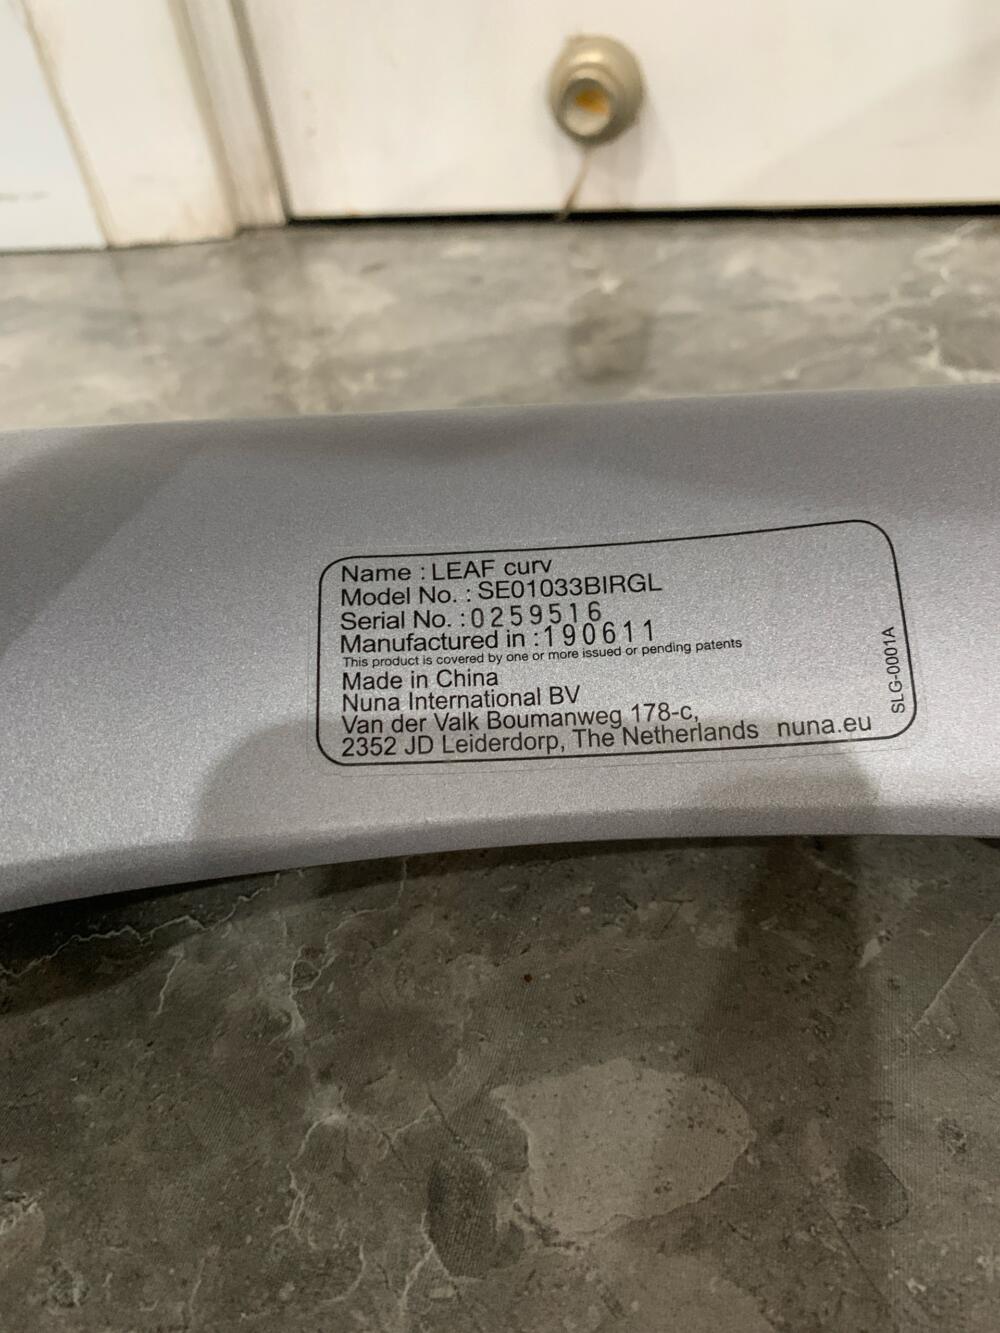 Name : LEAF curv
Model No. : SE01033BIRGL
Serial No. : 0259516
Manufactured in : 190611
This product is covered by one or more issued or pending patents
Made in China
Nuna International BV
Van der Valk Boumanweg 178-c,
2352 JD Leiderdorp, The Netherlands nuna.eu
SLG-0001A